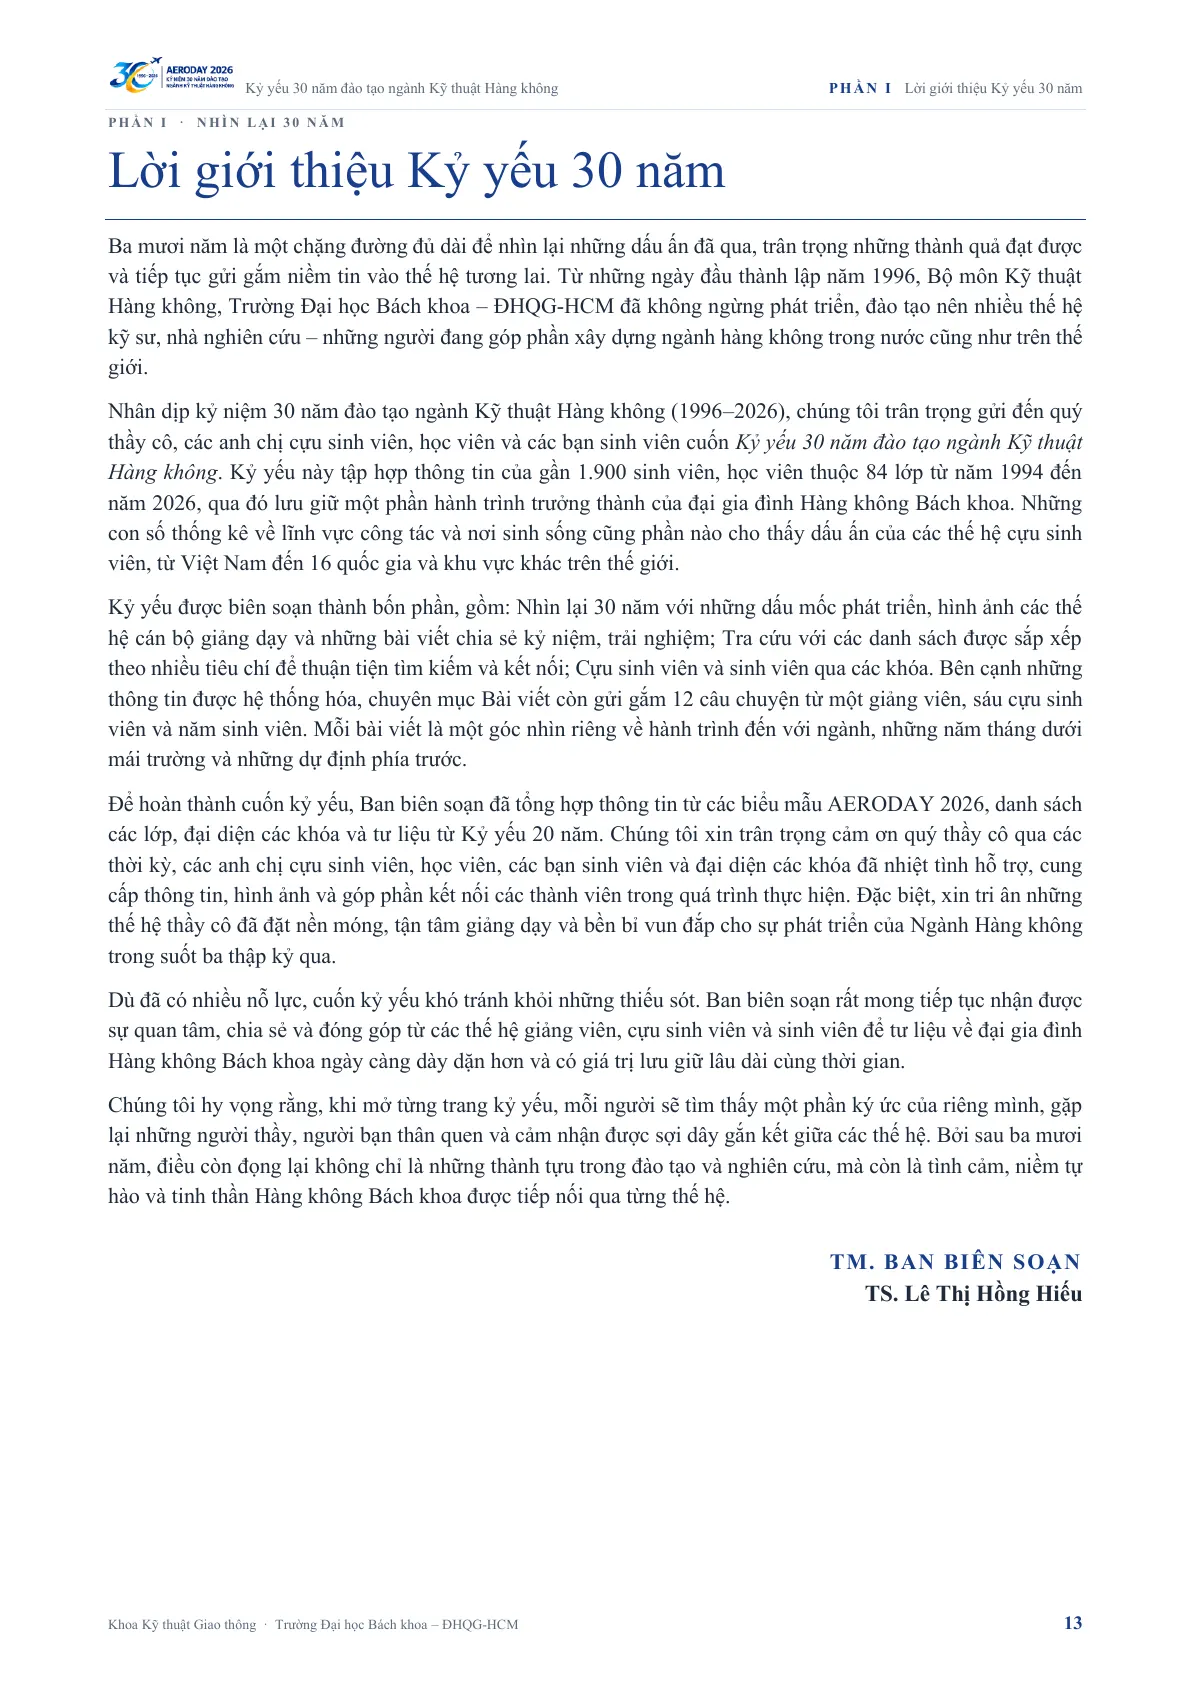 30
1996 - 2026
AERODAY 2026
KỶ NIỆM 30 NĂM ĐÀO TẠO
NGÀNH KỸ THUẬT HÀNG KHÔNG
Kỷ yếu 30 năm đào tạo ngành Kỹ thuật Hàng không
PHẦN I Lời giới thiệu Kỷ yếu 30 năm
PHẦN I · NHÌN LẠI 30 NĂM
Lời giới thiệu Kỷ yếu 30 năm
Ba mươi năm là một chặng đường đủ dài để nhìn lại những dấu ấn đã qua, trân trọng những thành quả đạt được
và tiếp tục gửi gắm niềm tin vào thế hệ tương lai. Từ những ngày đầu thành lập năm 1996, Bộ môn Kỹ thuật
Hàng không, Trường Đại học Bách khoa – ĐHQG-HCM đã không ngừng phát triển, đào tạo nên nhiều thế hệ
kỹ sư, nhà nghiên cứu – những người đang góp phần xây dựng ngành hàng không trong nước cũng như trên thế
giới.
Nhân dịp kỷ niệm 30 năm đào tạo ngành Kỹ thuật Hàng không (1996–2026), chúng tôi trân trọng gửi đến quý
thầy cô, các anh chị cựu sinh viên, học viên và các bạn sinh viên cuốn Kỷ yếu 30 năm đào tạo ngành Kỹ thuật
Hàng không. Kỷ yếu này tập hợp thông tin của gần 1.900 sinh viên, học viên thuộc 84 lớp từ năm 1994 đến
năm 2026, qua đó lưu giữ một phần hành trình trưởng thành của đại gia đình Hàng không Bách khoa. Những
con số thống kê về lĩnh vực công tác và nơi sinh sống cũng phần nào cho thấy dấu ấn của các thế hệ cựu sinh
viên, từ Việt Nam đến 16 quốc gia và khu vực khác trên thế giới.
Kỷ yếu được biên soạn thành bốn phần, gồm: Nhìn lại 30 năm với những dấu mốc phát triển, hình ảnh các thế
hệ cán bộ giảng dạy và những bài viết chia sẻ kỷ niệm, trải nghiệm; Tra cứu với các danh sách được sắp xếp
theo nhiều tiêu chí để thuận tiện tìm kiếm và kết nối; Cựu sinh viên và sinh viên qua các khóa. Bên cạnh những
thông tin được hệ thống hóa, chuyên mục Bài viết còn gửi gắm 12 câu chuyện từ một giảng viên, sáu cựu sinh
viên và năm sinh viên. Mỗi bài viết là một góc nhìn riêng về hành trình đến với ngành, những năm tháng dưới
mái trường và những dự định phía trước.
Để hoàn thành cuốn kỷ yếu, Ban biên soạn đã tổng hợp thông tin từ các biểu mẫu AERODAY 2026, danh sách
các lớp, đại diện các khóa và tư liệu từ Kỷ yếu 20 năm. Chúng tôi xin trân trọng cảm ơn quý thầy cô qua các
thời kỳ, các anh chị cựu sinh viên, học viên, các bạn sinh viên và đại diện các khóa đã nhiệt tình hỗ trợ, cung
cấp thông tin, hình ảnh và góp phần kết nối các thành viên trong quá trình thực hiện. Đặc biệt, xin tri ân những
thế hệ thầy cô đã đặt nền móng, tận tâm giảng dạy và bền bỉ vun đắp cho sự phát triển của Ngành Hàng không
trong suốt ba thập kỷ qua.
Dù đã có nhiều nỗ lực, cuốn kỷ yếu khó tránh khỏi những thiếu sót. Ban biên soạn rất mong tiếp tục nhận được
sự quan tâm, chia sẻ và đóng góp từ các thế hệ giảng viên, cựu sinh viên và sinh viên để tư liệu về đại gia đình
Hàng không Bách khoa ngày càng dày dặn hơn và có giá trị lưu giữ lâu dài cùng thời gian.
Chúng tôi hy vọng rằng, khi mở từng trang kỷ yếu, mỗi người sẽ tìm thấy một phần ký ức của riêng mình, gặp
lại những người thầy, người bạn thân quen và cảm nhận được sợi dây gắn kết giữa các thế hệ. Bởi sau ba mươi
năm, điều còn đọng lại không chỉ là những thành tựu trong đào tạo và nghiên cứu, mà còn là tình cảm, niềm tự
hào và tinh thần Hàng không Bách khoa được tiếp nối qua từng thế hệ.
TM. BAN BIÊN SOẠN
TS. Lê Thị Hồng Hiếu
Khoa Kỹ thuật Giao thông · Trường Đại học Bách khoa – ĐHQG-HCM
13